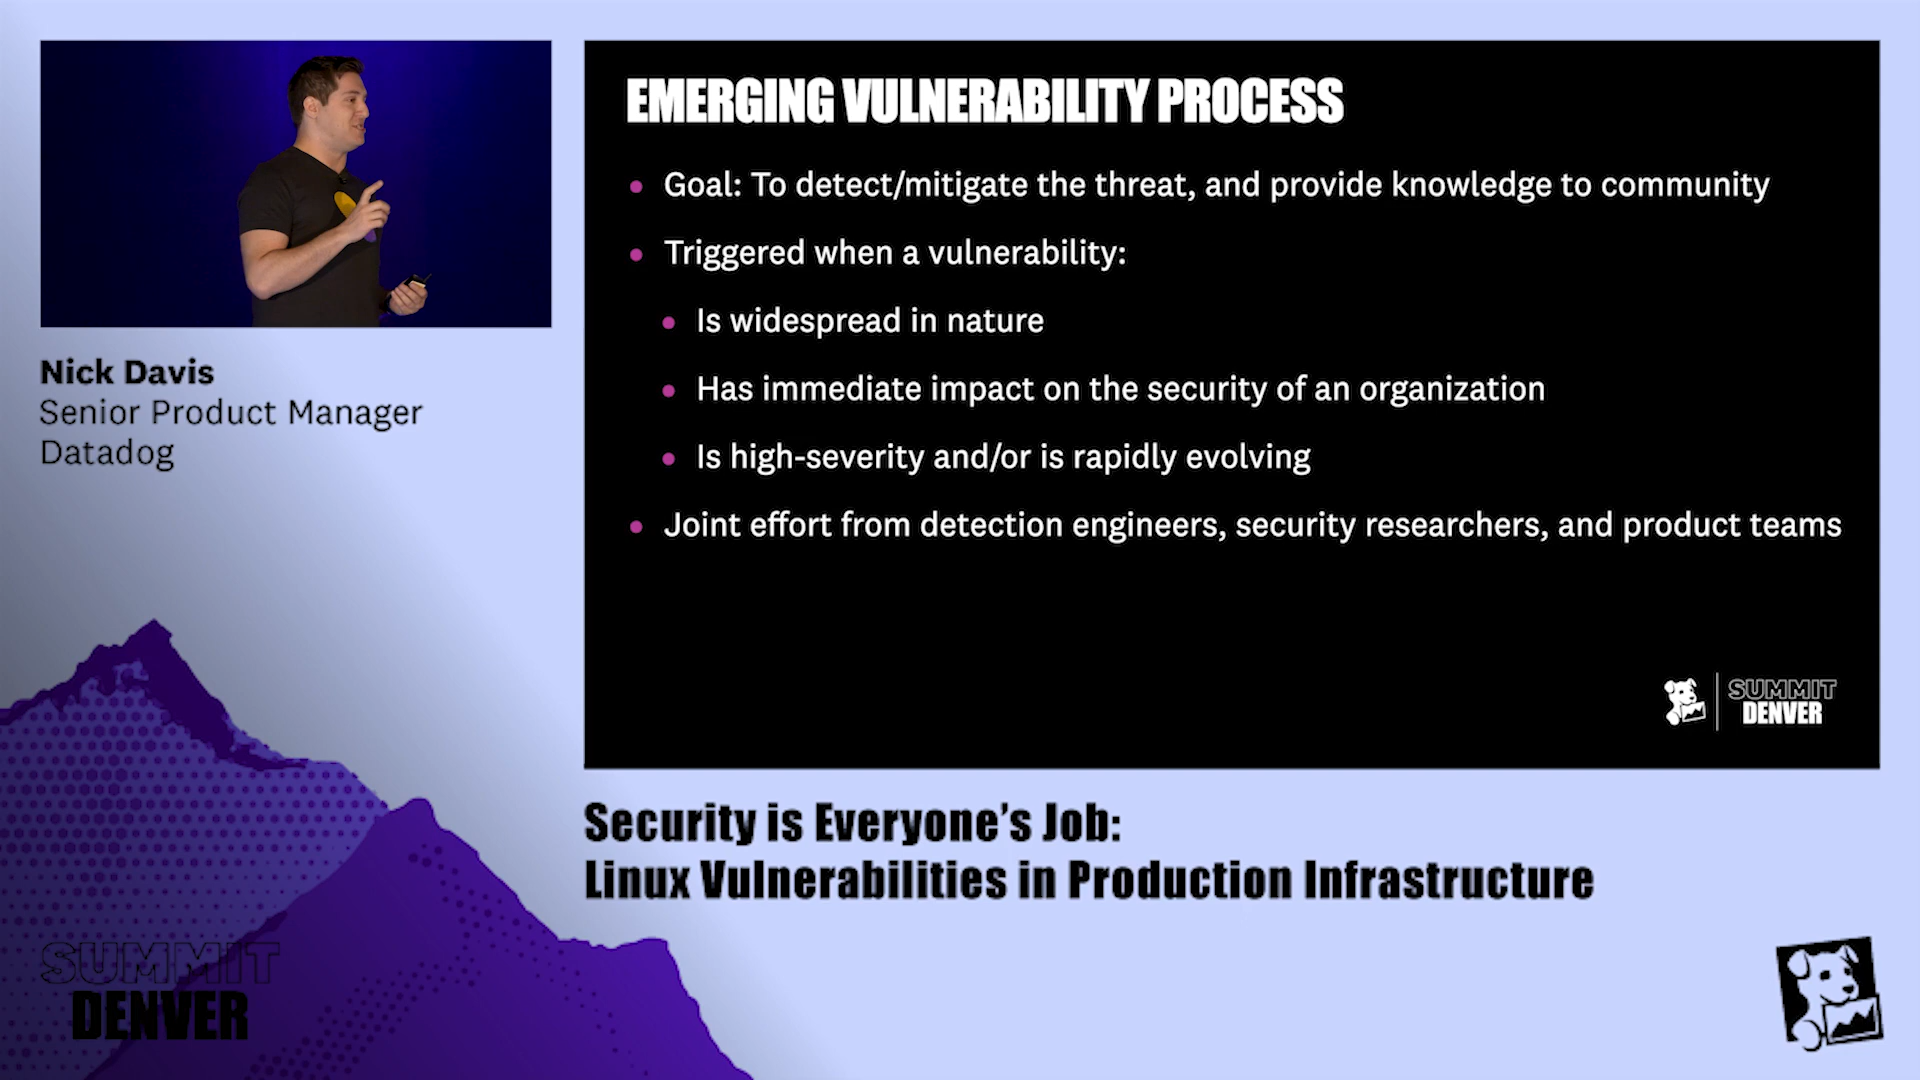 EMERGING VULNERABILITY PROCESS
Goal: To detect/mitigate the threat, and provide knowledge to community
Triggered when a vulnerability:
Is widespread in nature
Has immediate impact on the security of an organization
Is high-severity and/or is rapidly evolving
Joint effort from detection engineers, security researchers, and product teams
SUMMIT
DENVER
Nick Davis
Senior Product Manager
Datadog
Security is Everyone’s Job:
Linux Vulnerabilities in Production Infrastructure
SUMMIT
DENVER